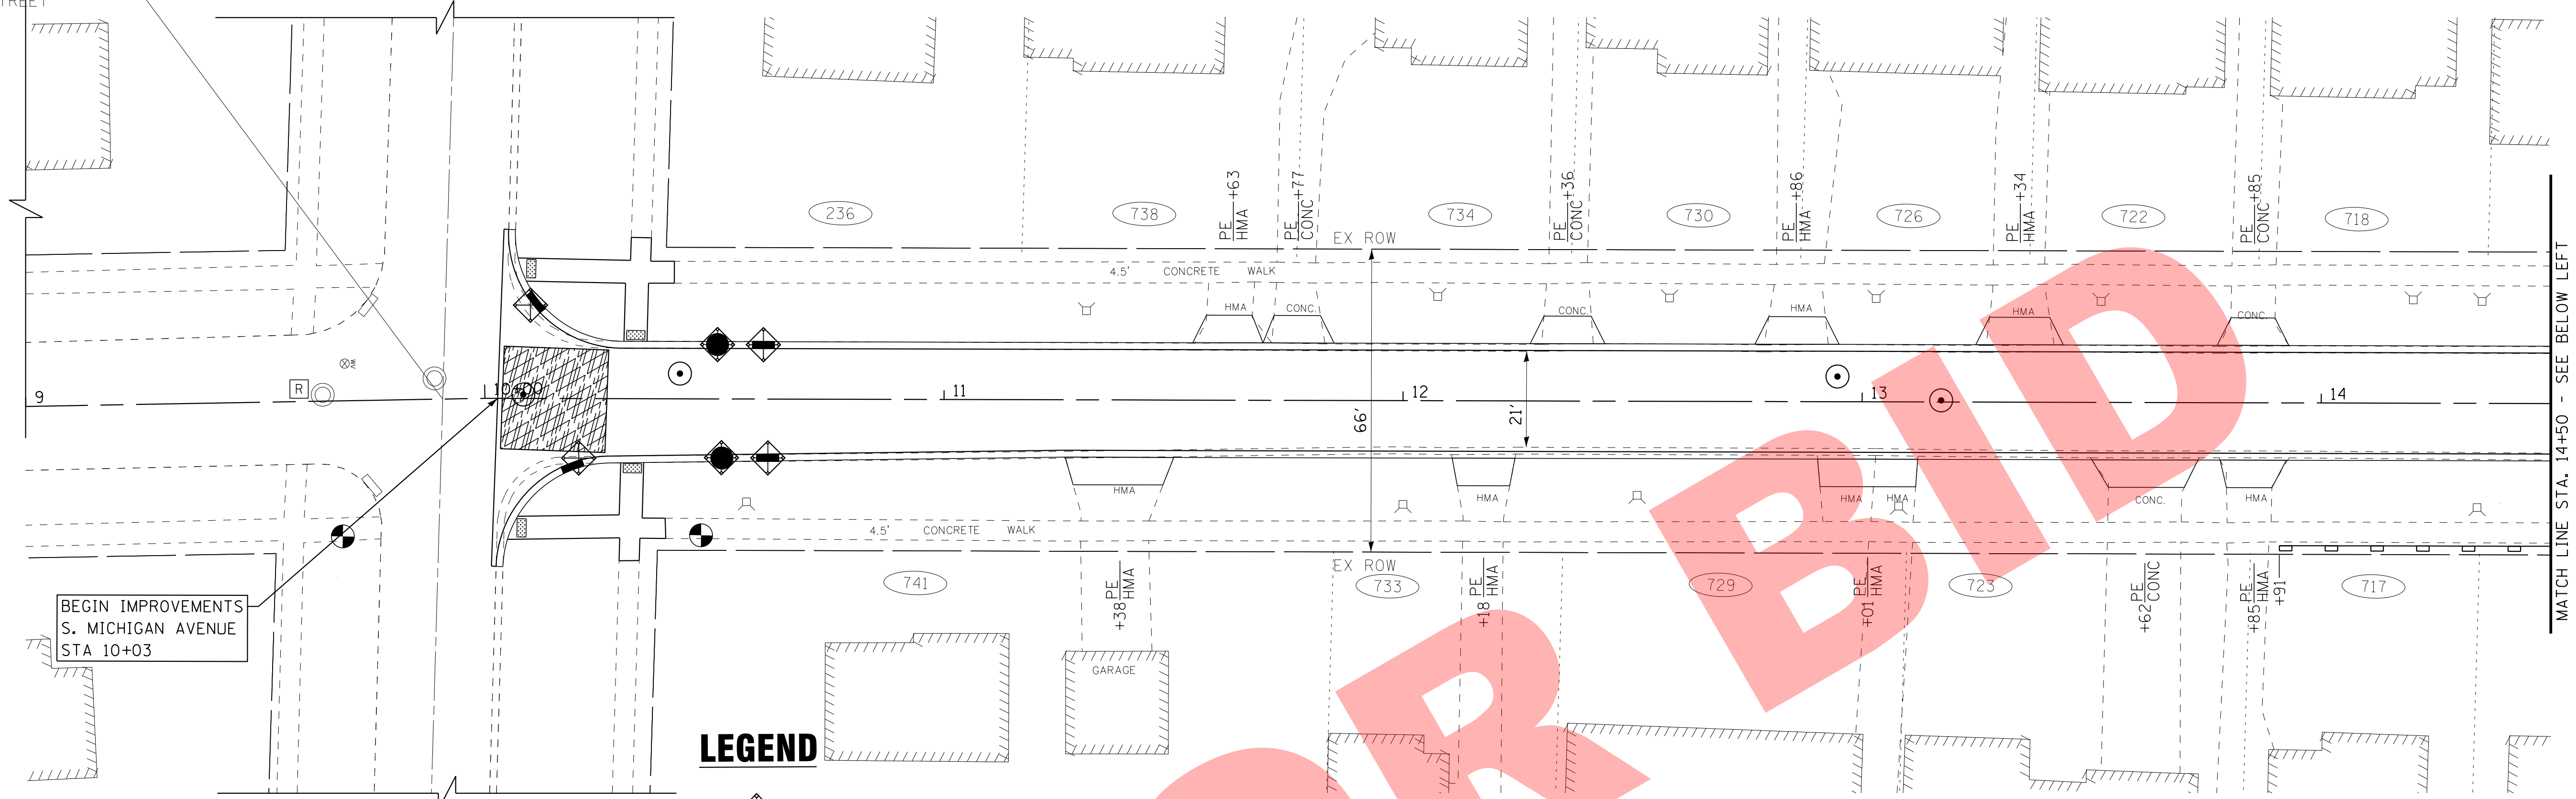 STREET
236
738
734
730
726
722
718
PE +63
HMA
PE +77
CONC
PE +36
CONC
PE +86
HMA
PE +34
HMA
PE +85
CONC
EX ROW
4.5' CONCRETE WALK
HMA
CONC.
CONC.
HMA
HMA
CONC.
W
R
9
10+00
11
12
13
14
66'
21'
HMA
HMA
HMA
HMA
CONC.
HMA
4.5' CONCRETE WALK
EX ROW
741
733
729
723
717
+38 PE
HMA
+18 PE
HMA
+01 PE
HMA
+62 PE
CONC
+85 PE
HMA
+91
BEGIN IMPROVEMENTS
S. MICHIGAN AVENUE
STA 10+03
GARAGE
LEGEND
MATCH LINE STA. 14+50 - SEE BELOW LEFT
OR BID